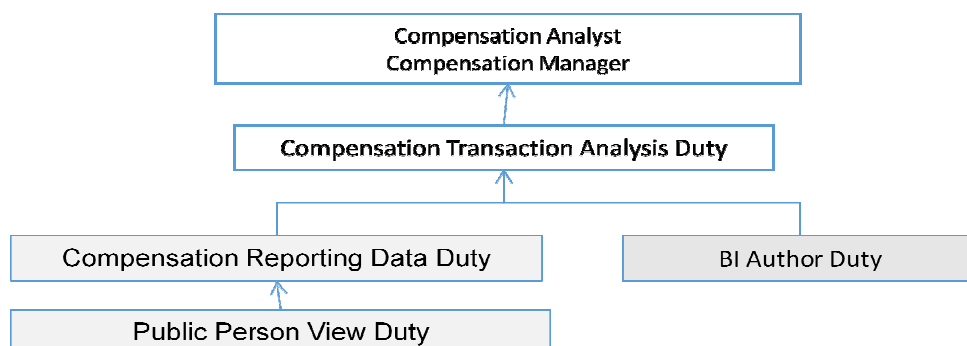 Compensation Analyst
Compensation Manager
Compensation Transaction Analysis Duty
Compensation Reporting Data Duty
BI Author Duty
Public Person View Duty